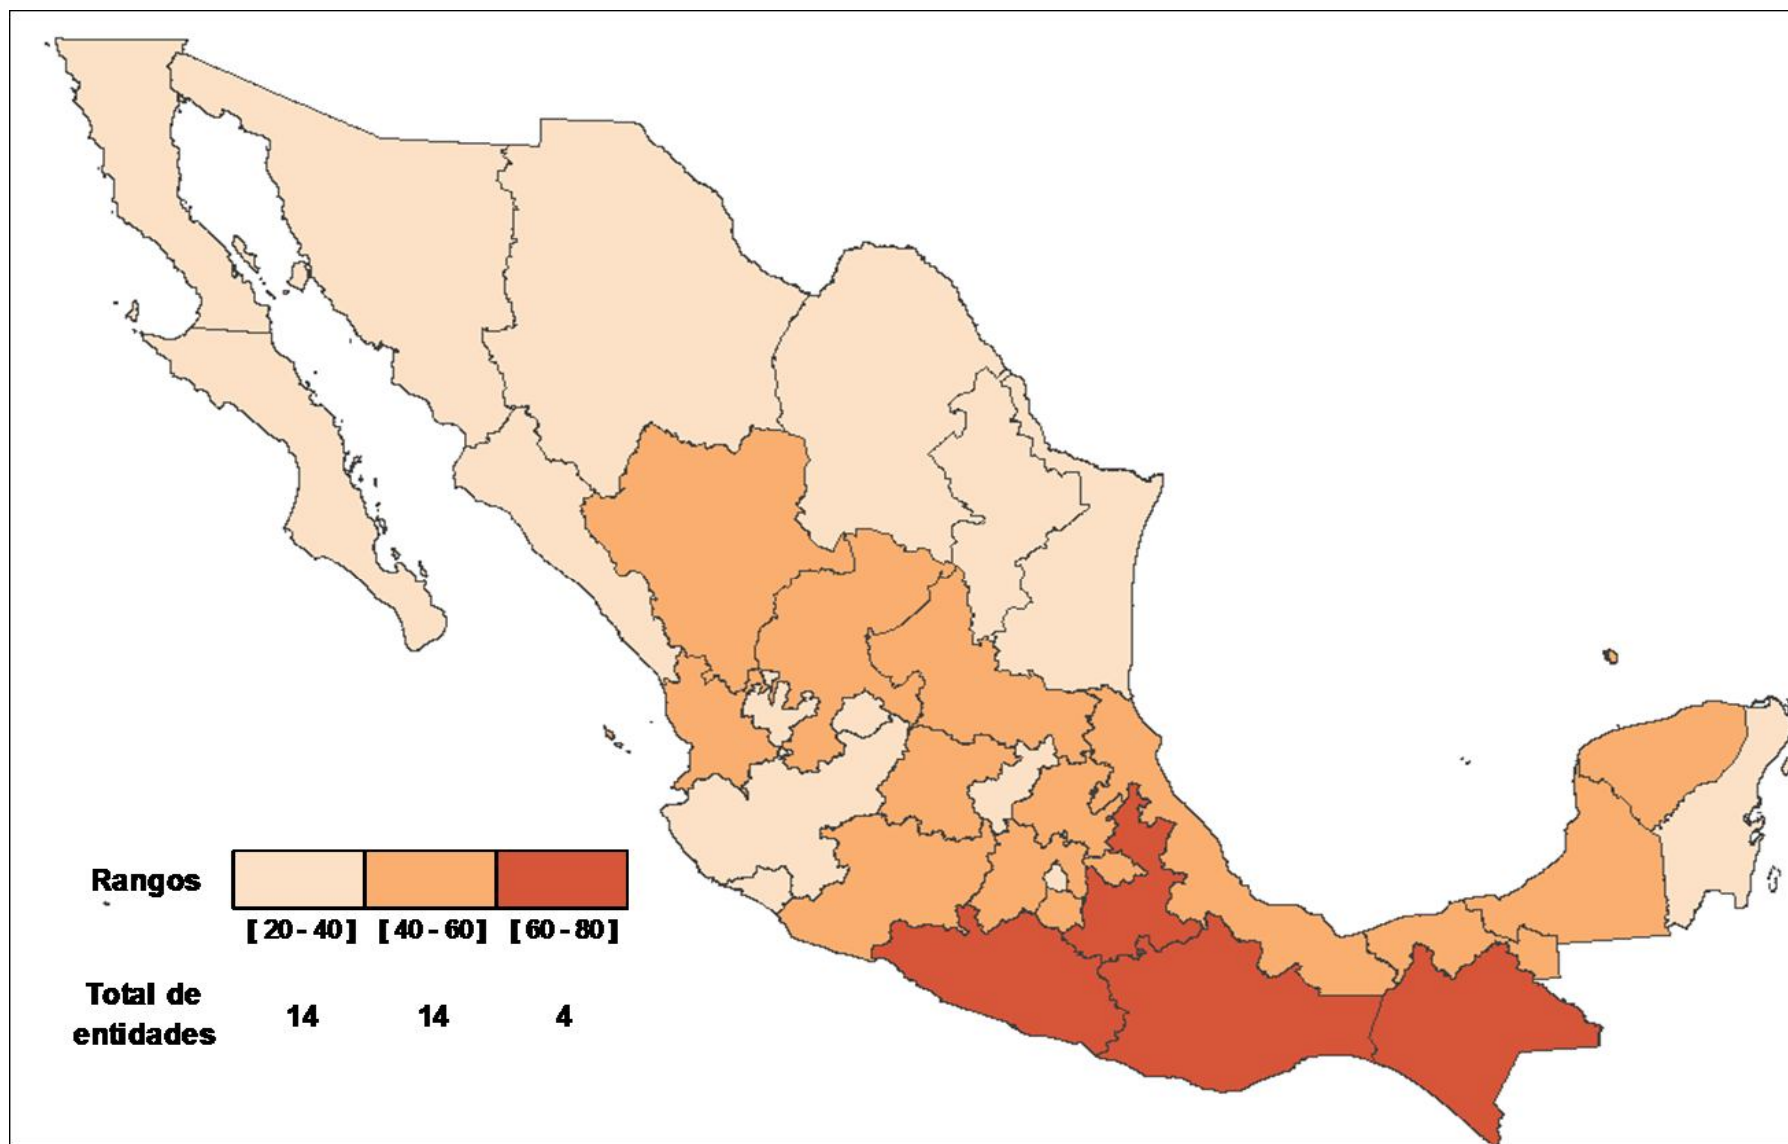 Rangos
[ 20 - 40 ] [ 40 - 60 ] [ 60 - 80 ]
Total de
entidades
14 14 4